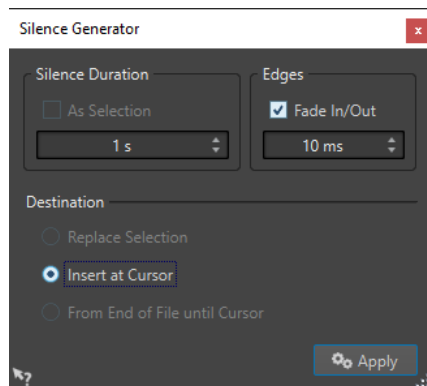 Silence Generator
x
Silence Duration
Edges
As Selection
Fade In/Out
1 s
10 ms
Destination
Replace Selection
Insert at Cursor
From End of File until Cursor
Apply
?